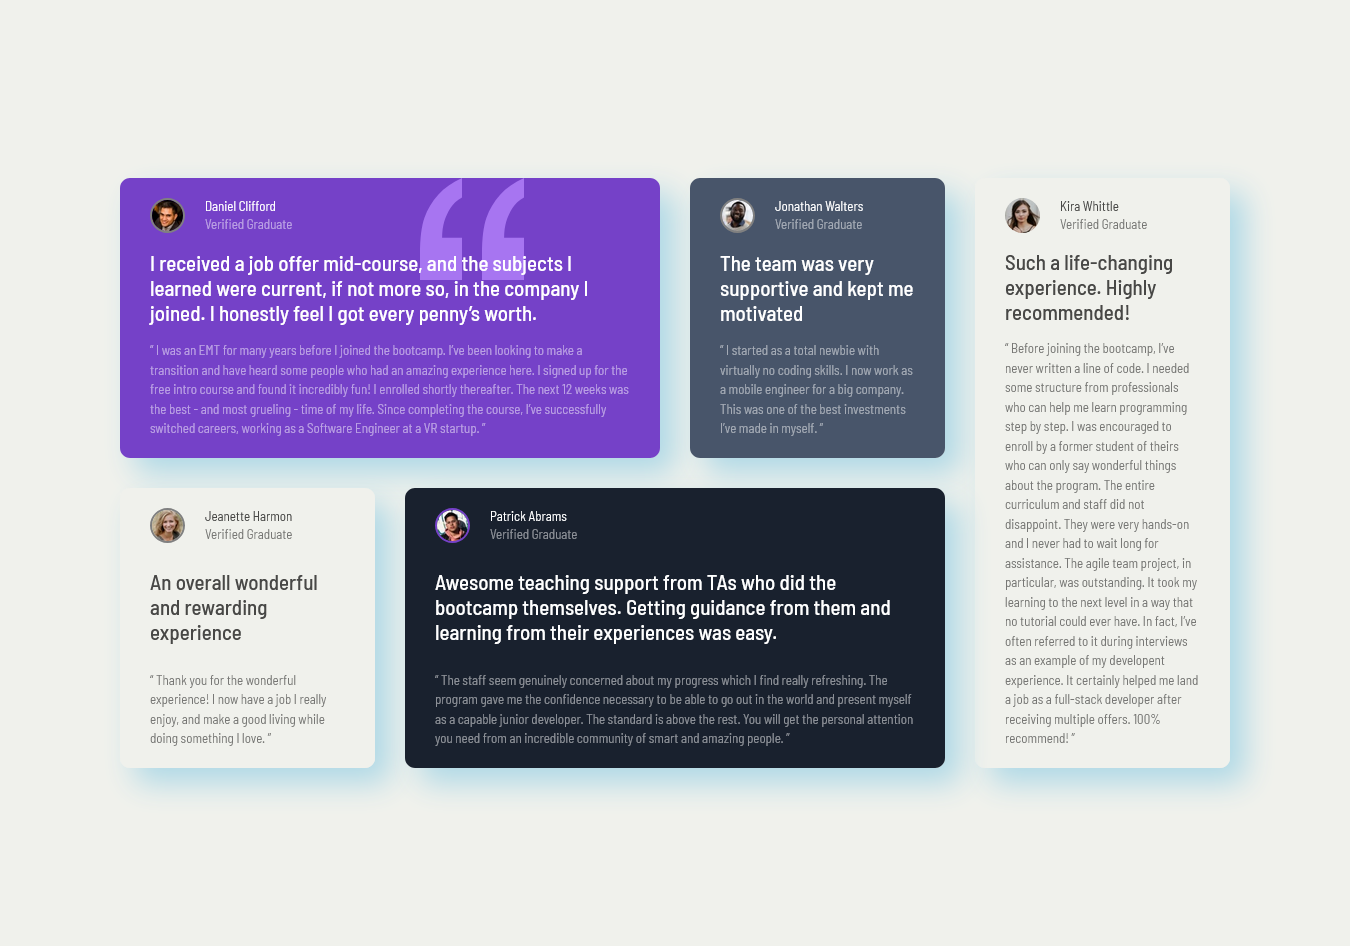 Daniel Clifford
Verified Graduate
I received a job offer mid-course, and the subjects I
learned were current, if not more so, in the company I
joined. I honestly feel I got every penny’s worth.
“ I was an EMT for many years before I joined the bootcamp. I’ve been looking to make a
transition and have heard some people who had an amazing experience here. I signed up for the
free intro course and found it incredibly fun! I enrolled shortly thereafter. The next 12 weeks was
the best - and most grueling - time of my life. Since completing the course, I’ve successfully
switched careers, working as a Software Engineer at a VR startup. ”
Jonathan Walters
Verified Graduate
The team was very
supportive and kept me
motivated
“ I started as a total newbie with
virtually no coding skills. I now work as
a mobile engineer for a big company.
This was one of the best investments
I’ve made in myself. ”
Kira Whittle
Verified Graduate
Such a life-changing
experience. Highly
recommended!
“ Before joining the bootcamp, I’ve
never written a line of code. I needed
some structure from professionals
who can help me learn programming
step by step. I was encouraged to
enroll by a former student of theirs
who can only say wonderful things
about the program. The entire
curriculum and staff did not
disappoint. They were very hands-on
and I never had to wait long for
assistance. The agile team project, in
particular, was outstanding. It took my
learning to the next level in a way that
no tutorial could ever have. In fact, I’ve
often referred to it during interviews
as an example of my developent
experience. It certainly helped me land
a job as a full-stack developer after
receiving multiple offers. 100%
recommend! ”
Jeanette Harmon
Verified Graduate
An overall wonderful
and rewarding
experience
“ Thank you for the wonderful
experience! I now have a job I really
enjoy, and make a good living while
doing something I love. ”
Patrick Abrams
Verified Graduate
Awesome teaching support from TAs who did the
bootcamp themselves. Getting guidance from them and
learning from their experiences was easy.
“ The staff seem genuinely concerned about my progress which I find really refreshing. The
program gave me the confidence necessary to be able to go out in the world and present myself
as a capable junior developer. The standard is above the rest. You will get the personal attention
you need from an incredible community of smart and amazing people. ”